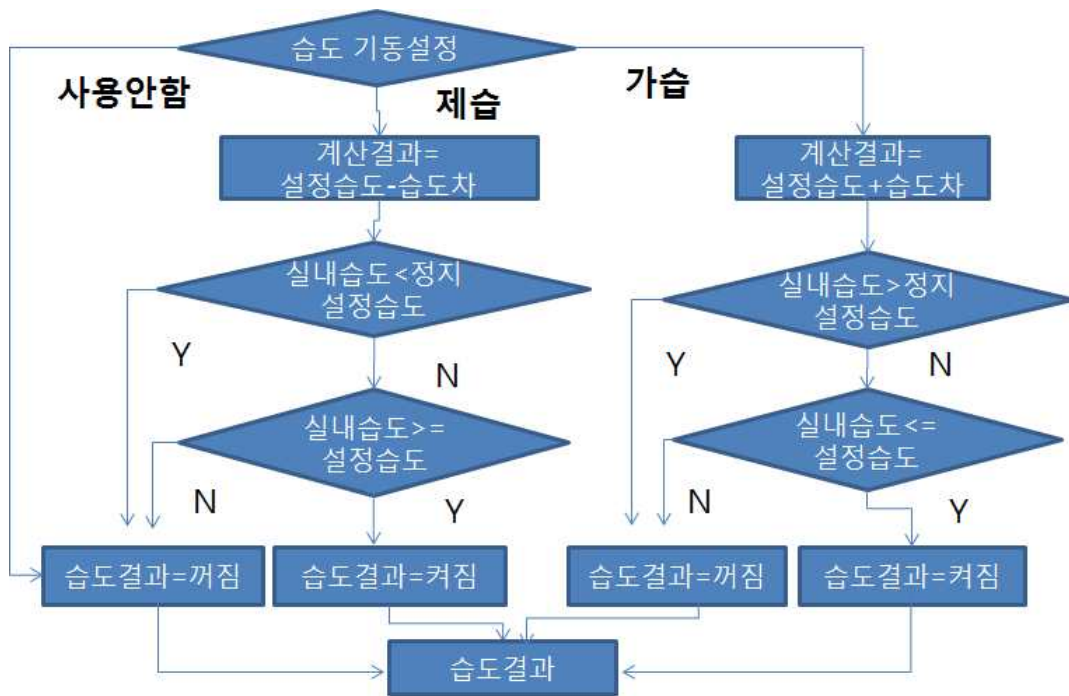 습도 기동설정
사용안함
제습
가습
계산결과=
설정습도-습도차
계산결과=
설정습도+습도차
실내습도<정지
설정습도
실내습도>정지
설정습도
Y
N
Y
N
실내습도>=
설정습도
실내습도<=
설정습도
N
Y
N
Y
습도결과=꺼짐
습도결과=켜짐
습도결과=꺼짐
습도결과=켜짐
습도결과